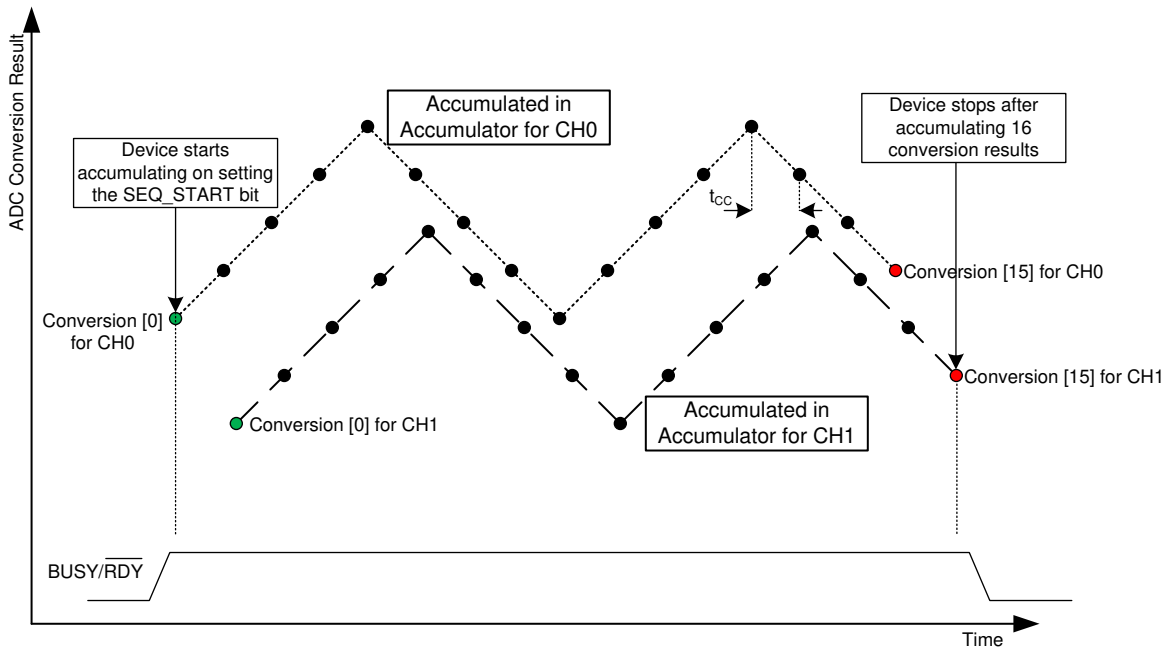 ADC Conversion Result
Accumulated in
Accumulator for CH0
Device stops after
accumulating 16
conversion results
Device starts
accumulating on setting
the SEQ_START bit
tCC
Conversion [15] for CH0
Conversion [0]
for CH0
Conversion [15] for CH1
Accumulated in
Accumulator for CH1
Conversion [0] for CH1
BUSY/RDY
Time